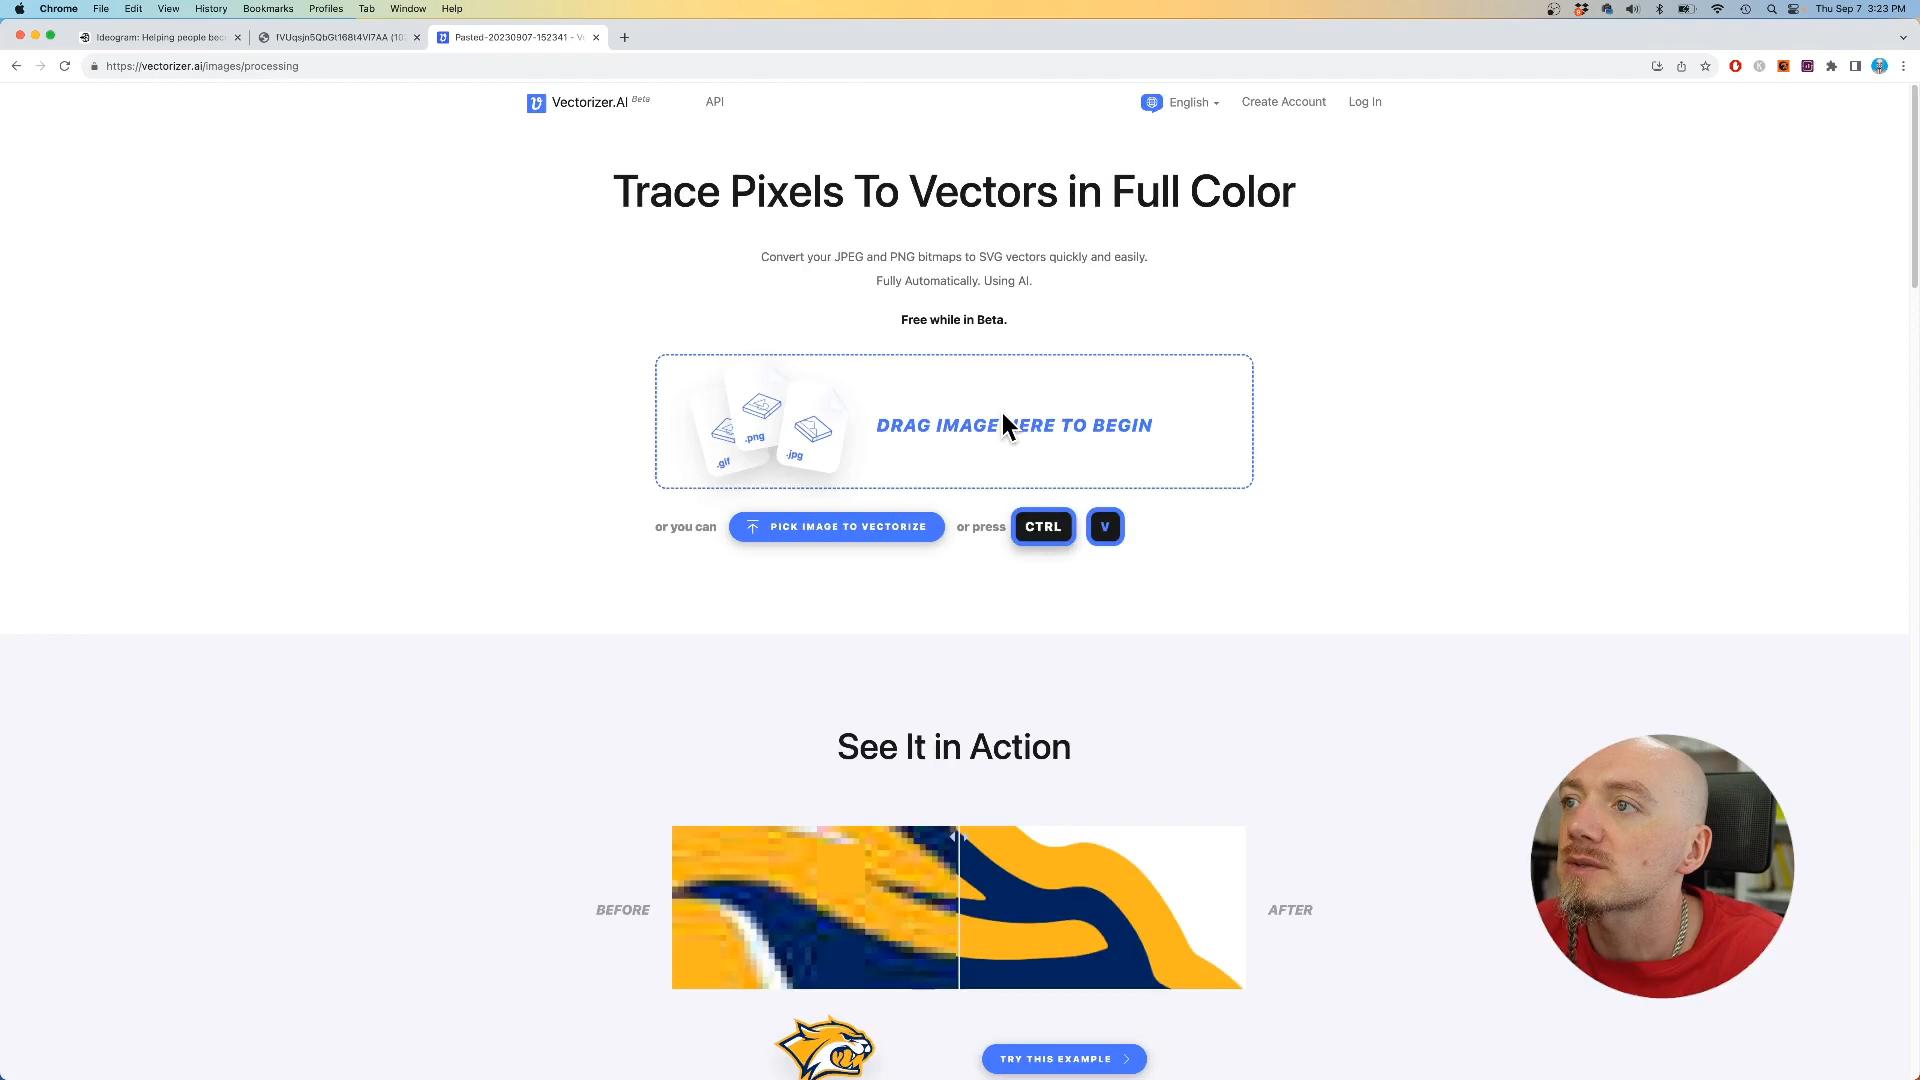 Chrome File Edit View History Bookmarks Profiles Tab Window Help Thu Sep 7 3:23 PM
Ideogram: Helping people bec Pasted-20230907-152341 - V
https://vectorizer.ai/images/processing
Vectorizer.AI Beta API English Create Account Log In
Trace Pixels To Vectors in Full Color
Convert your JPEG and PNG bitmaps to SVG vectors quickly and easily.
Fully Automatically. Using AI.
Free while in Beta.
.gif .png .jpg DRAG IMAGE HERE TO BEGIN
or you can PICK IMAGE TO VECTORIZE or press CTRL V
See It in Action
BEFORE AFTER
TRY THIS EXAMPLE